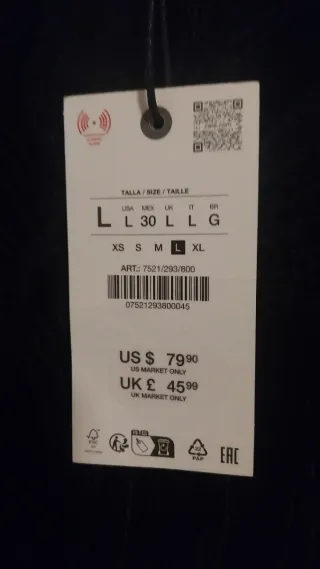 TALLA / SIZE / TAILLE
L USA L MEX 30 UK L IT L BR G
XS S M L XL
ART.: 7521/293/800
07521293800045
US $ 79.90
US MARKET ONLY
UK £ 45.99
UK MARKET ONLY
FSC
PAP
EAC